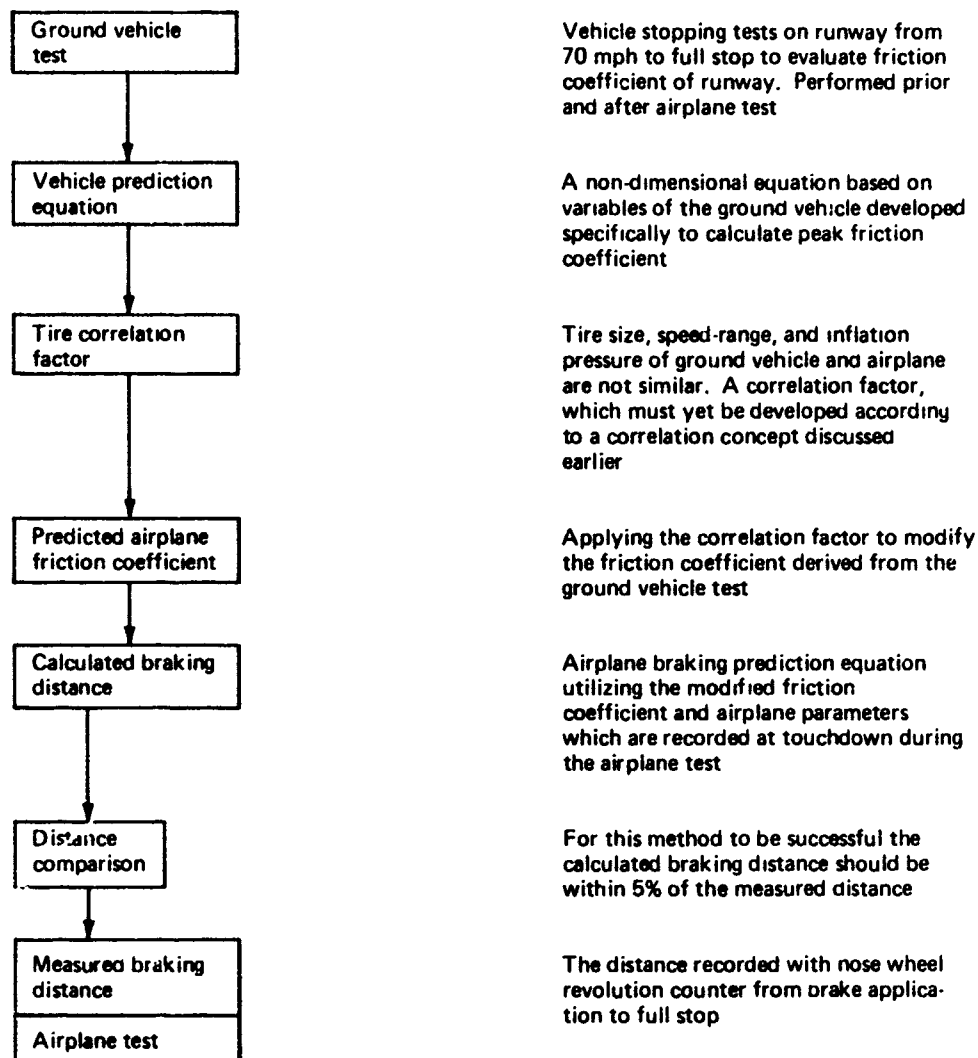 Ground vehicle
test
Vehicle stopping tests on runway from
70 mph to full stop to evaluate friction
coefficient of runway. Performed prior
and after airplane test
Vehicle prediction
equation
A non-dimensional equation based on
variables of the ground vehicle developed
specifically to calculate peak friction
coefficient
Tire correlation
factor
Tire size, speed-range, and inflation
pressure of ground vehicle and airplane
are not similar. A correlation factor,
which must yet be developed according
to a correlation concept discussed
earlier
Predicted airplane
friction coefficient
Applying the correlation factor to modify
the friction coefficient derived from the
ground vehicle test
Calculated braking
distance
Airplane braking prediction equation
utilizing the modified friction
coefficient and airplane parameters
which are recorded at touchdown during
the airplane test
Distance
comparison
For this method to be successful the
calculated braking distance should be
within 5% of the measured distance
Measured braking
distance
The distance recorded with nose wheel
revolution counter from brake applica-
tion to full stop
Airplane test